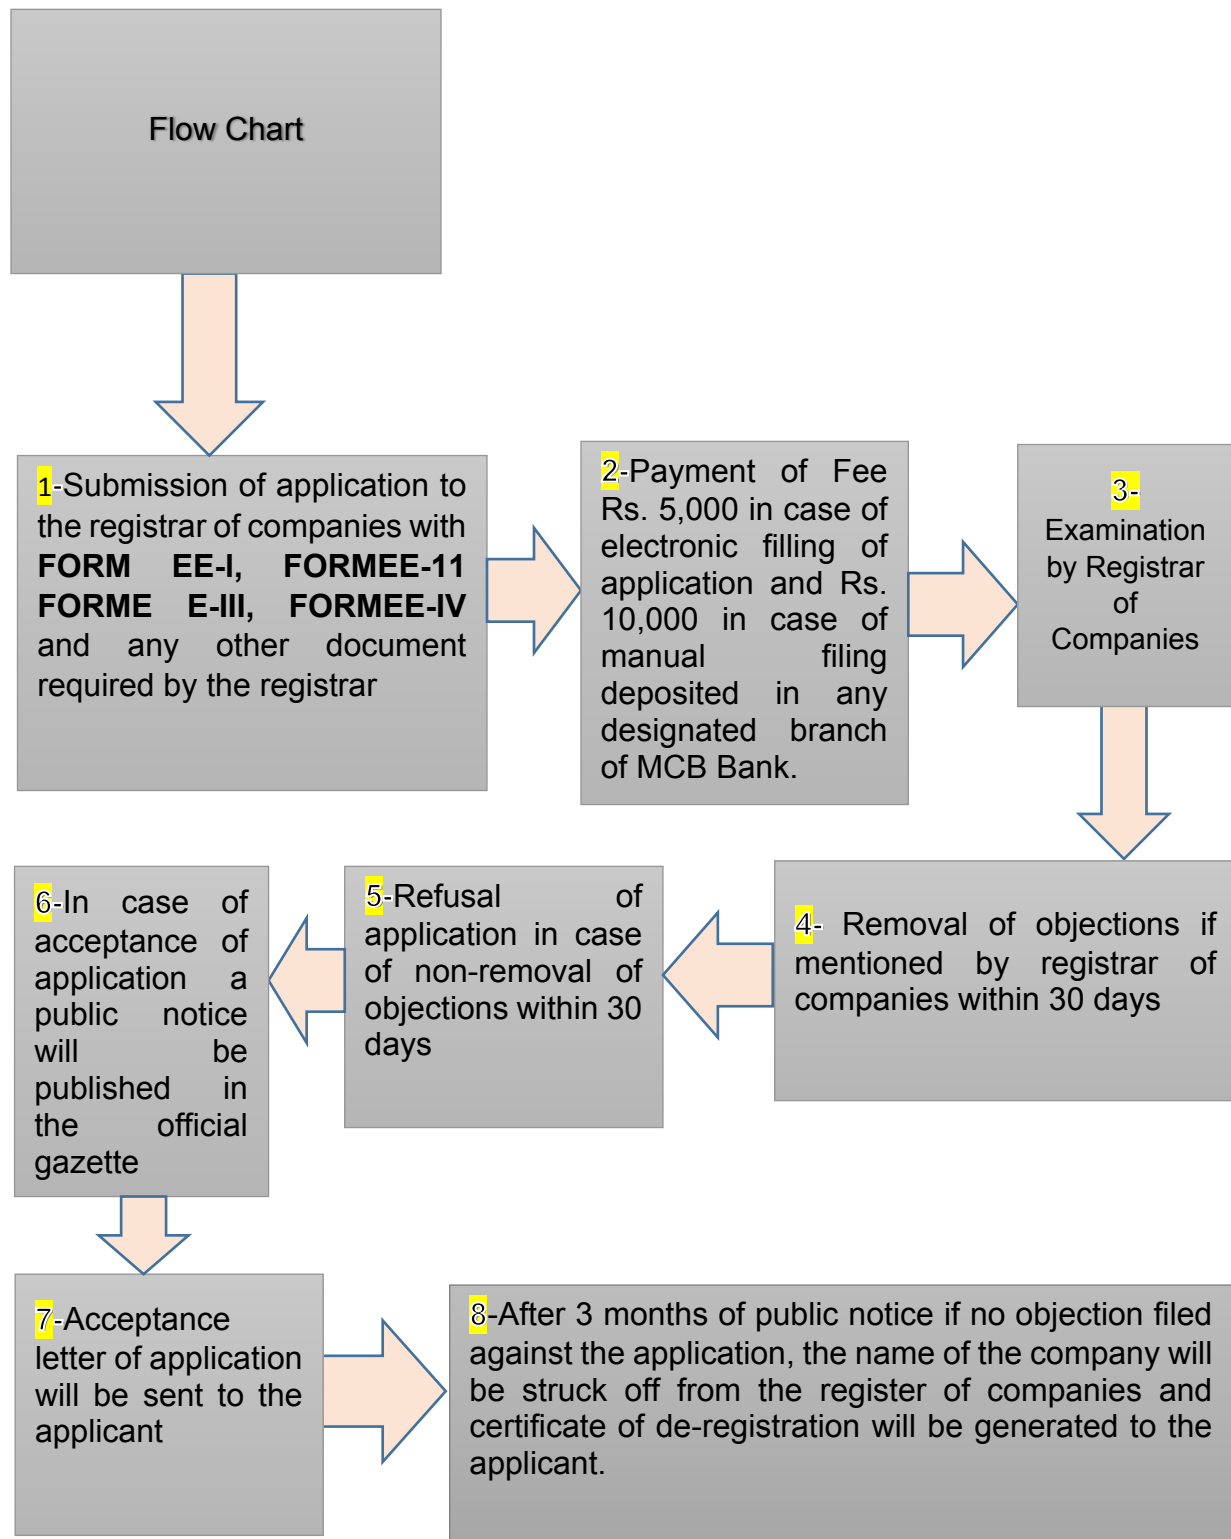 Flow Chart
1-Submission of application to
the registrar of companies with
FORM EE-I, FORMEE-11
FORME E-III, FORMEE-IV
and any other document
required by the registrar
2-Payment of Fee
Rs. 5,000 in case of
electronic filling of
application and Rs.
10,000 in case of
manual filing
deposited in any
designated branch
of MCB Bank.
3-
Examination
by Registrar
of
Companies
4- Removal of objections if
mentioned by registrar of
companies within 30 days
5-Refusal of
application in case
of non-removal of
objections within 30
days
6-In case of
acceptance of
application a
public notice
will be
published in
the official
gazette
7-Acceptance
letter of application
will be sent to the
applicant
8-After 3 months of public notice if no objection filed
against the application, the name of the company will
be struck off from the register of companies and
certificate of de-registration will be generated to the
applicant.